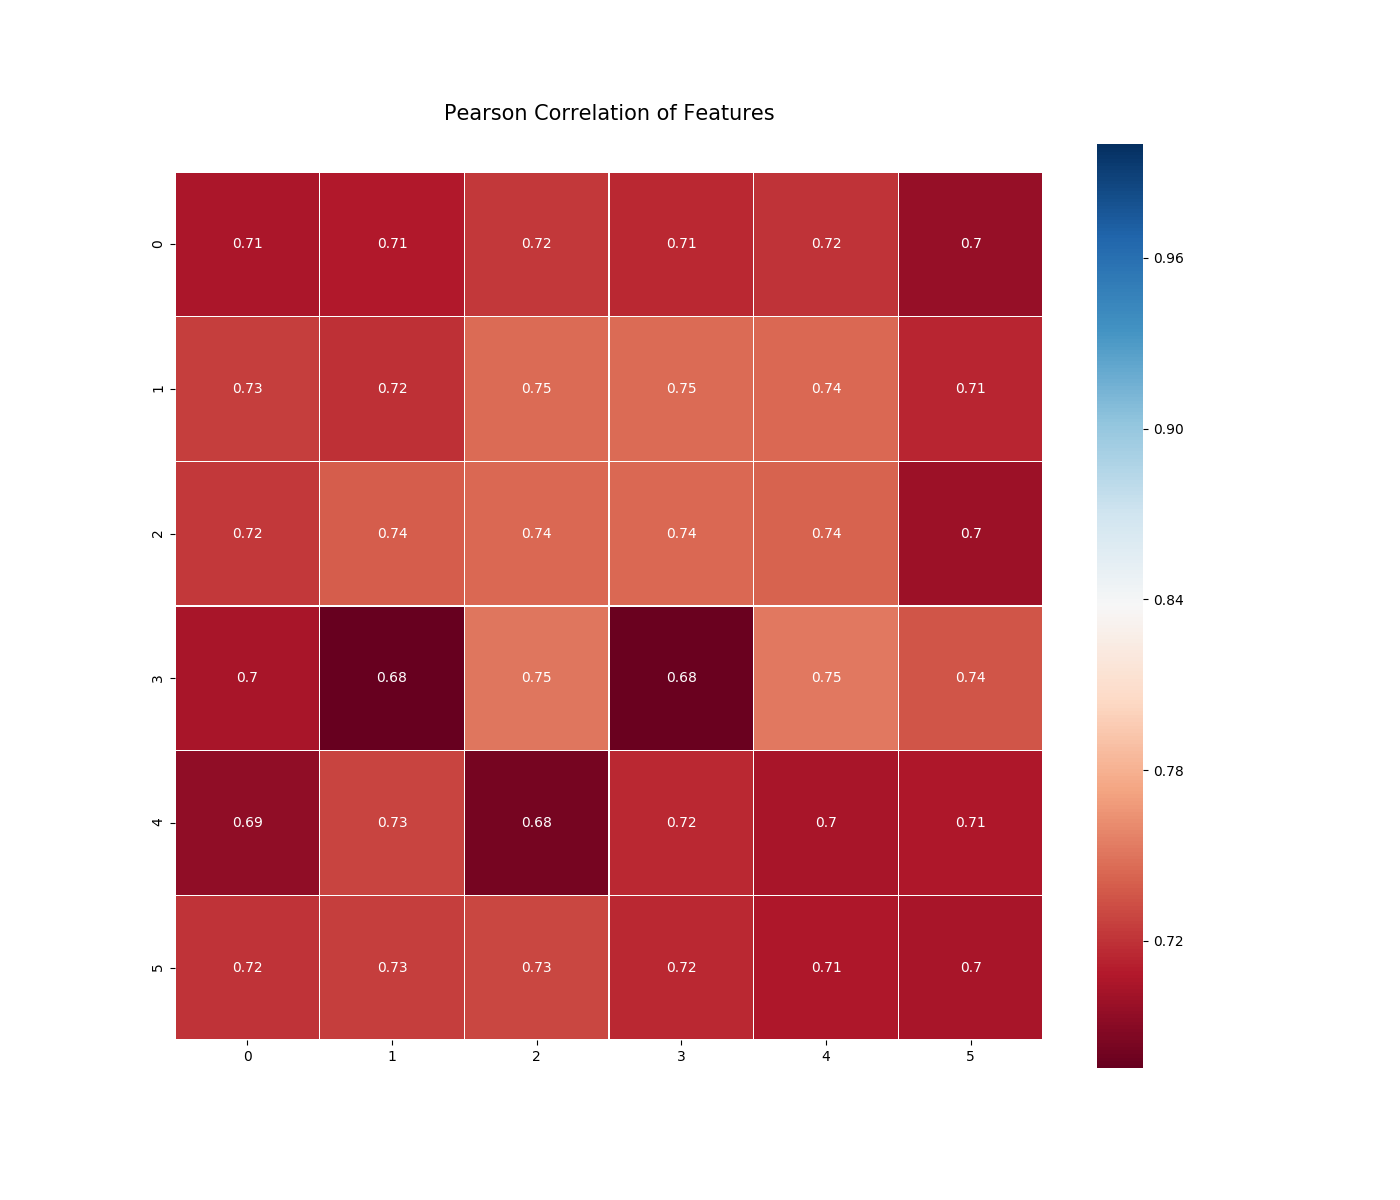 Pearson Correlation of Features
0 0.71 0.71 0.72 0.71 0.72 0.7
1 0.73 0.72 0.75 0.75 0.74 0.71
2 0.72 0.74 0.74 0.74 0.74 0.7
3 0.7 0.68 0.75 0.68 0.75 0.74
4 0.69 0.73 0.68 0.72 0.7 0.71
5 0.72 0.73 0.73 0.72 0.71 0.7
0 1 2 3 4 5
0.96
0.90
0.84
0.78
0.72